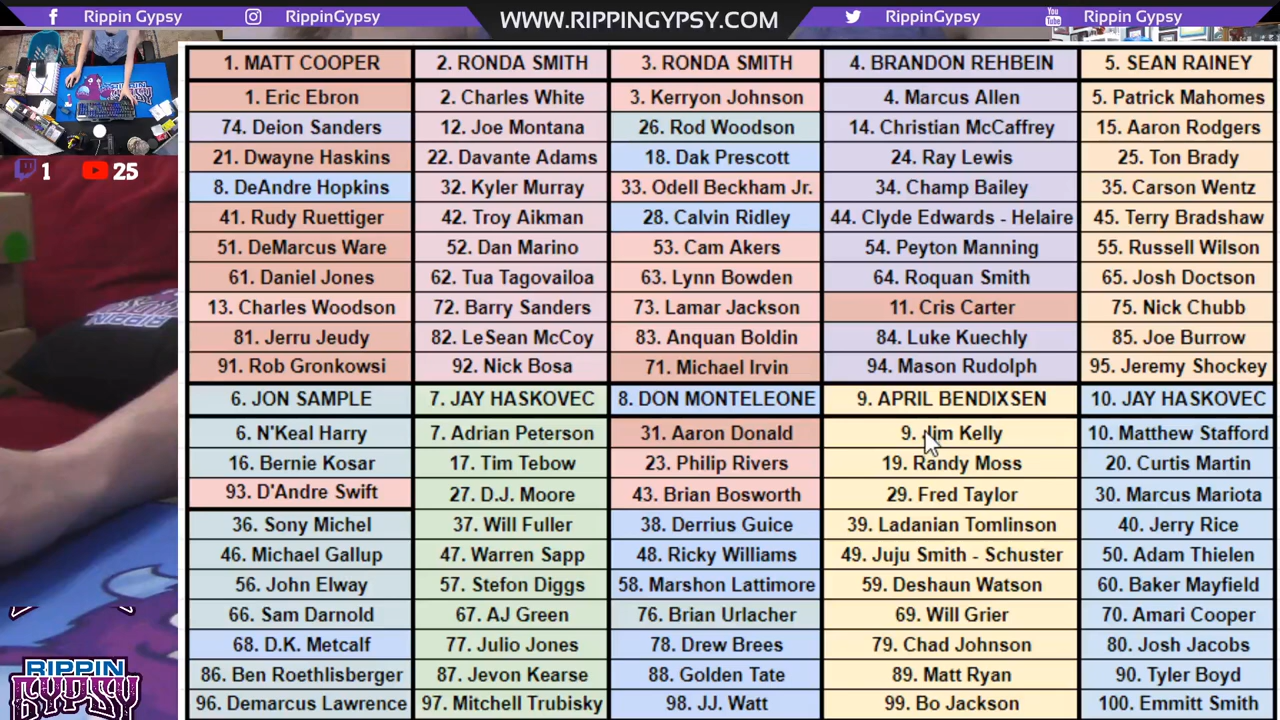 Rippin Gypsy RippinGypsy WWW.RIPPINGYPSY.COM RippinGypsy You Tube Rippin Gypsy
1 25
1. MATT COOPER 2. RONDA SMITH 3. RONDA SMITH 4. BRANDON REHBEIN 5. SEAN RAINEY
1. Eric Ebron 2. Charles White 3. Kerryon Johnson 4. Marcus Allen 5. Patrick Mahomes
74. Deion Sanders 12. Joe Montana 26. Rod Woodson 14. Christian McCaffrey 15. Aaron Rodgers
21. Dwayne Haskins 22. Davante Adams 18. Dak Prescott 24. Ray Lewis 25. Ton Brady
8. DeAndre Hopkins 32. Kyler Murray 33. Odell Beckham Jr. 34. Champ Bailey 35. Carson Wentz
41. Rudy Ruettiger 42. Troy Aikman 28. Calvin Ridley 44. Clyde Edwards - Helaire 45. Terry Bradshaw
51. DeMarcus Ware 52. Dan Marino 53. Cam Akers 54. Peyton Manning 55. Russell Wilson
61. Daniel Jones 62. Tua Tagovailoa 63. Lynn Bowden 64. Roquan Smith 65. Josh Doctson
13. Charles Woodson 72. Barry Sanders 73. Lamar Jackson 11. Cris Carter 75. Nick Chubb
81. Jerru Jeudy 82. LeSean McCoy 83. Anquan Boldin 84. Luke Kuechly 85. Joe Burrow
91. Rob Gronkowsi 92. Nick Bosa 71. Michael Irvin 94. Mason Rudolph 95. Jeremy Shockey
6. JON SAMPLE 7. JAY HASKOVEC 8. DON MONTELEONE 9. APRIL BENDIXSEN 10. JAY HASKOVEC
6. N'Keal Harry 7. Adrian Peterson 31. Aaron Donald 9. Jim Kelly 10. Matthew Stafford
16. Bernie Kosar 17. Tim Tebow 23. Philip Rivers 19. Randy Moss 20. Curtis Martin
93. D'Andre Swift 27. D.J. Moore 43. Brian Bosworth 29. Fred Taylor 30. Marcus Mariota
36. Sony Michel 37. Will Fuller 38. Derrius Guice 39. Ladanian Tomlinson 40. Jerry Rice
46. Michael Gallup 47. Warren Sapp 48. Ricky Williams 49. Juju Smith - Schuster 50. Adam Thielen
56. John Elway 57. Stefon Diggs 58. Marshon Lattimore 59. Deshaun Watson 60. Baker Mayfield
66. Sam Darnold 67. AJ Green 76. Brian Urlacher 69. Will Grier 70. Amari Cooper
68. D.K. Metcalf 77. Julio Jones 78. Drew Brees 79. Chad Johnson 80. Josh Jacobs
86. Ben Roethlisberger 87. Jevon Kearse 88. Golden Tate 89. Matt Ryan 90. Tyler Boyd
96. Demarcus Lawrence 97. Mitchell Trubisky 98. JJ. Watt 99. Bo Jackson 100. Emmitt Smith
RIPPIN
GYPSY
RIPPIN
GYPSY